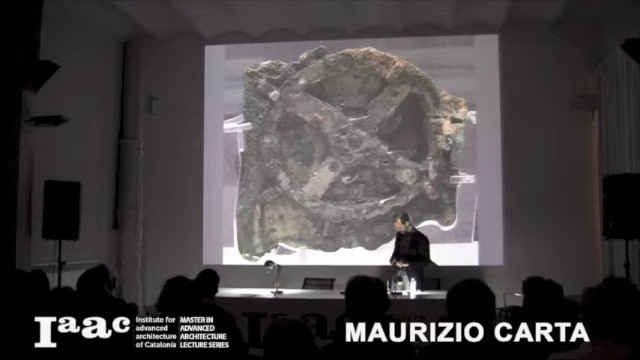 Iaac
Institute for
advanced
architecture
of Catalonia
MASTER IN
ADVANCED
ARCHITECTURE
LECTURE SERIES
MAURIZIO CARTA